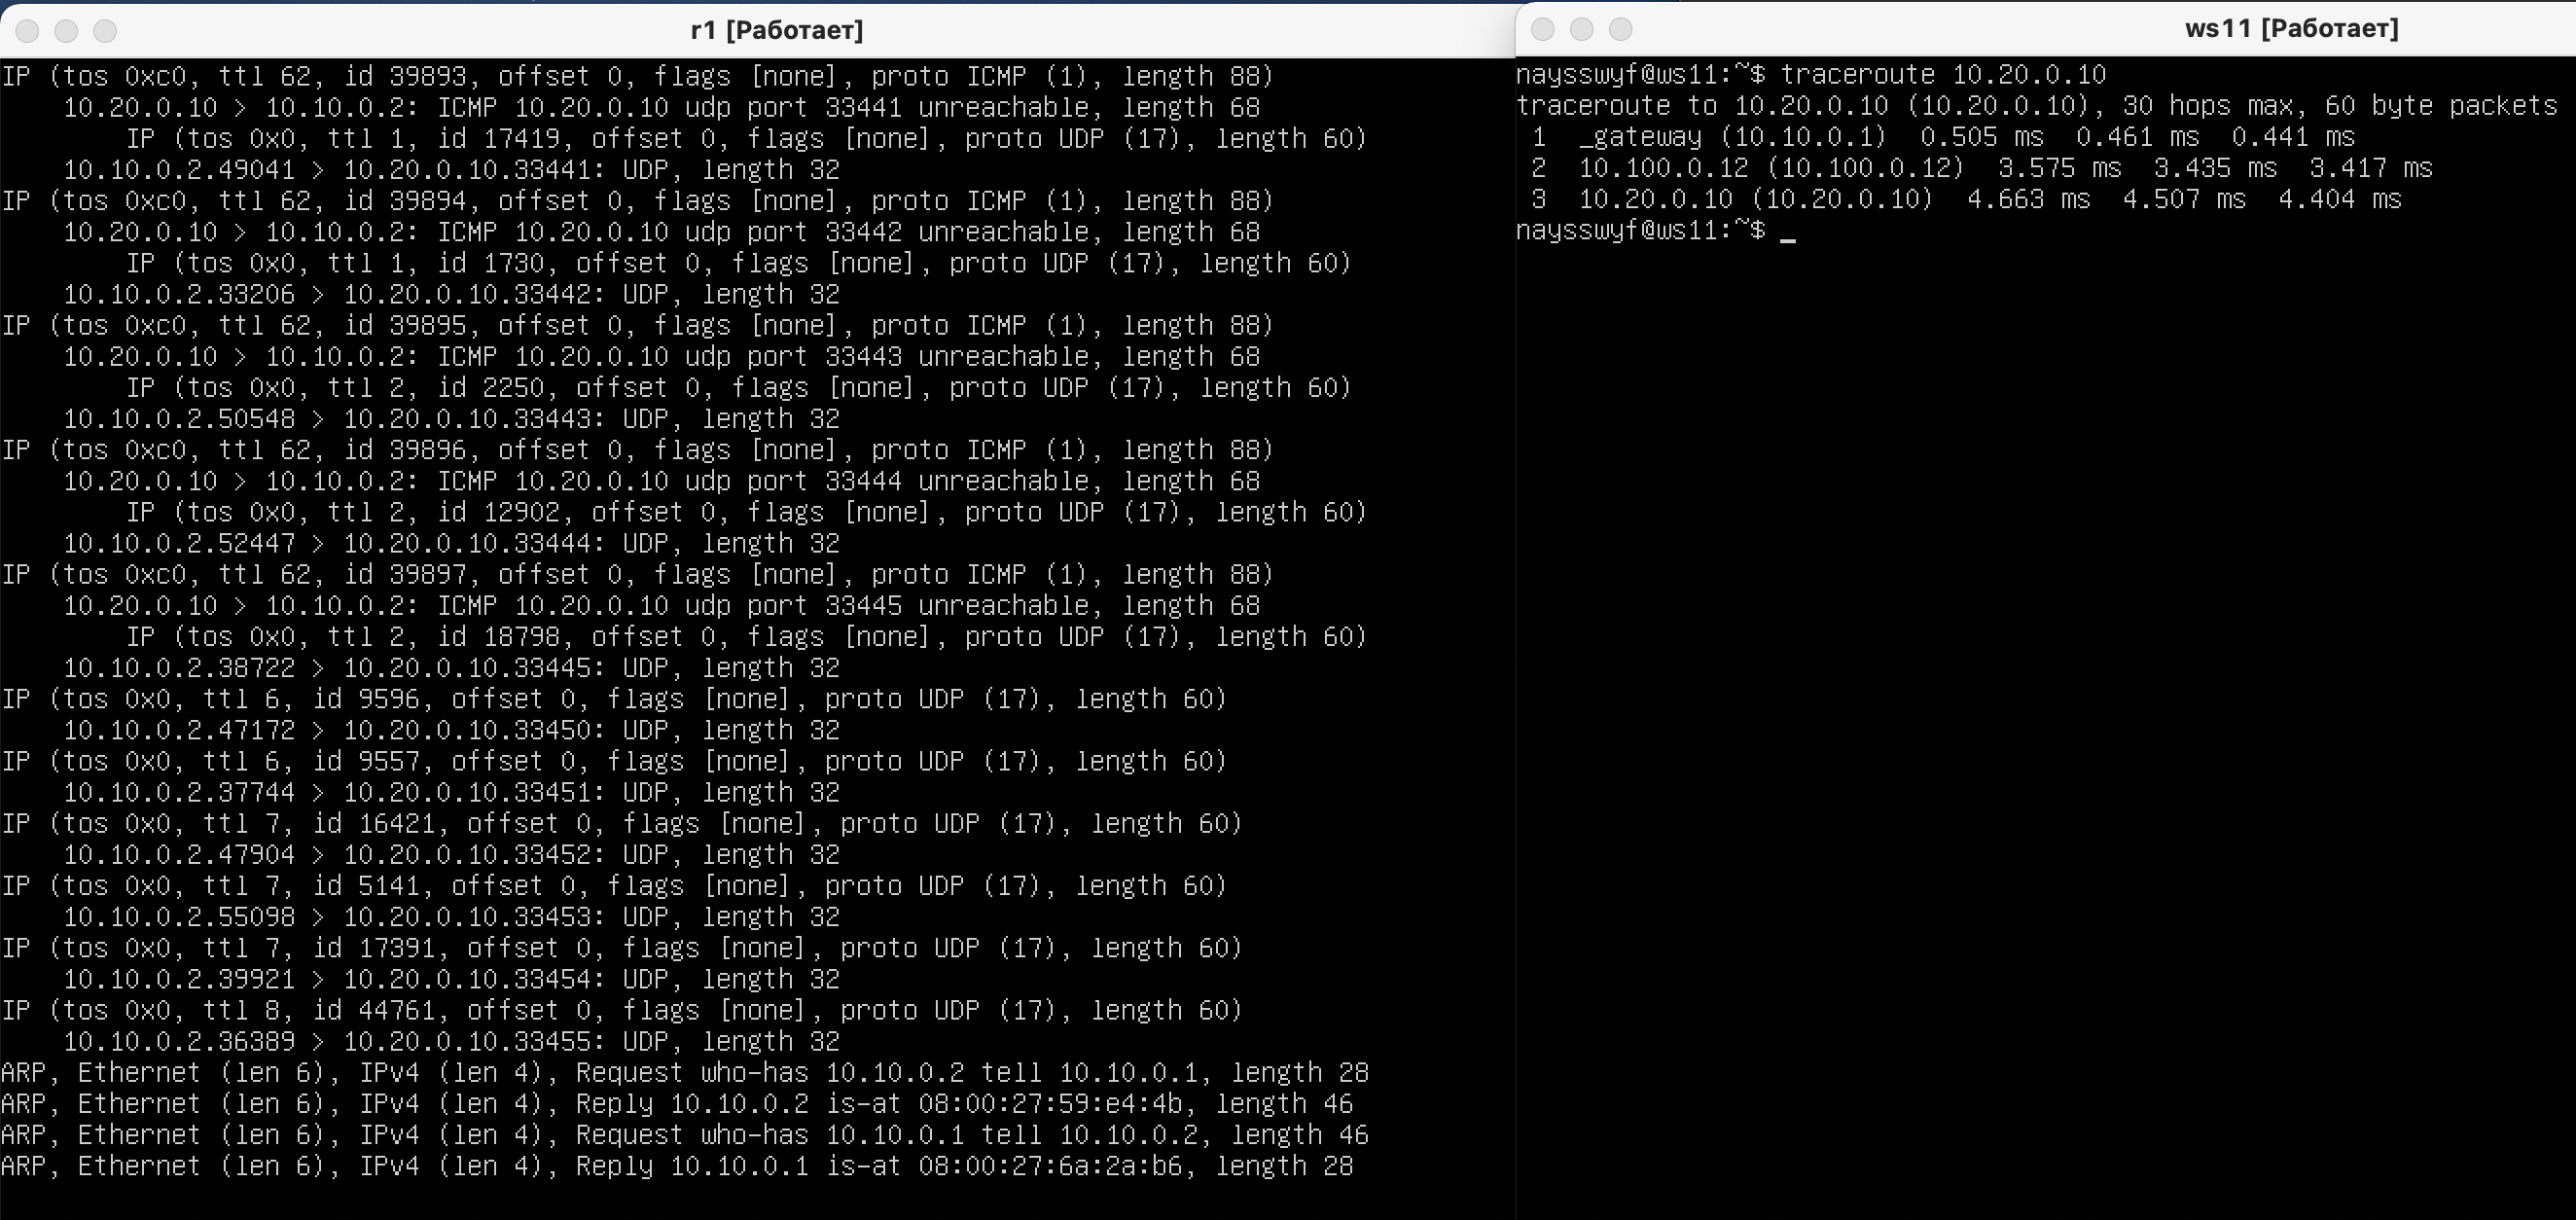 r1 [Работает]
IP (tos 0xc0, ttl 62, id 39893, offset 0, flags [none], proto ICMP (1), length 88)
    10.20.0.10 > 10.10.0.2: ICMP 10.20.0.10 udp port 33441 unreachable, length 68
        IP (tos 0x0, ttl 1, id 17419, offset 0, flags [none], proto UDP (17), length 60)
    10.10.0.2.49041 > 10.20.0.10.33441: UDP, length 32
IP (tos 0xc0, ttl 62, id 39894, offset 0, flags [none], proto ICMP (1), length 88)
    10.20.0.10 > 10.10.0.2: ICMP 10.20.0.10 udp port 33442 unreachable, length 68
        IP (tos 0x0, ttl 1, id 1730, offset 0, flags [none], proto UDP (17), length 60)
    10.10.0.2.33206 > 10.20.0.10.33442: UDP, length 32
IP (tos 0xc0, ttl 62, id 39895, offset 0, flags [none], proto ICMP (1), length 88)
    10.20.0.10 > 10.10.0.2: ICMP 10.20.0.10 udp port 33443 unreachable, length 68
        IP (tos 0x0, ttl 2, id 2250, offset 0, flags [none], proto UDP (17), length 60)
    10.10.0.2.50548 > 10.20.0.10.33443: UDP, length 32
IP (tos 0xc0, ttl 62, id 39896, offset 0, flags [none], proto ICMP (1), length 88)
    10.20.0.10 > 10.10.0.2: ICMP 10.20.0.10 udp port 33444 unreachable, length 68
        IP (tos 0x0, ttl 2, id 12902, offset 0, flags [none], proto UDP (17), length 60)
    10.10.0.2.52447 > 10.20.0.10.33444: UDP, length 32
IP (tos 0xc0, ttl 62, id 39897, offset 0, flags [none], proto ICMP (1), length 88)
    10.20.0.10 > 10.10.0.2: ICMP 10.20.0.10 udp port 33445 unreachable, length 68
        IP (tos 0x0, ttl 2, id 18798, offset 0, flags [none], proto UDP (17), length 60)
    10.10.0.2.38722 > 10.20.0.10.33445: UDP, length 32
IP (tos 0x0, ttl 6, id 9596, offset 0, flags [none], proto UDP (17), length 60)
    10.10.0.2.47172 > 10.20.0.10.33450: UDP, length 32
IP (tos 0x0, ttl 6, id 9557, offset 0, flags [none], proto UDP (17), length 60)
    10.10.0.2.37744 > 10.20.0.10.33451: UDP, length 32
IP (tos 0x0, ttl 7, id 16421, offset 0, flags [none], proto UDP (17), length 60)
    10.10.0.2.47904 > 10.20.0.10.33452: UDP, length 32
IP (tos 0x0, ttl 7, id 5141, offset 0, flags [none], proto UDP (17), length 60)
    10.10.0.2.55098 > 10.20.0.10.33453: UDP, length 32
IP (tos 0x0, ttl 7, id 17391, offset 0, flags [none], proto UDP (17), length 60)
    10.10.0.2.39921 > 10.20.0.10.33454: UDP, length 32
IP (tos 0x0, ttl 8, id 44761, offset 0, flags [none], proto UDP (17), length 60)
    10.10.0.2.36389 > 10.20.0.10.33455: UDP, length 32
ARP, Ethernet (len 6), IPv4 (len 4), Request who-has 10.10.0.2 tell 10.10.0.1, length 28
ARP, Ethernet (len 6), IPv4 (len 4), Reply 10.10.0.2 is-at 08:00:27:59:e4:4b, length 46
ARP, Ethernet (len 6), IPv4 (len 4), Request who-has 10.10.0.1 tell 10.10.0.2, length 46
ARP, Ethernet (len 6), IPv4 (len 4), Reply 10.10.0.1 is-at 08:00:27:6a:2a:b6, length 28
ws11 [Работает]
naysswyf@ws11:~$ traceroute 10.20.0.10
traceroute to 10.20.0.10 (10.20.0.10), 30 hops max, 60 byte packets
 1  _gateway (10.10.0.1)  0.505 ms  0.461 ms  0.441 ms
 2  10.100.0.12 (10.100.0.12)  3.575 ms  3.435 ms  3.417 ms
 3  10.20.0.10 (10.20.0.10)  4.663 ms  4.507 ms  4.404 ms
naysswyf@ws11:~$ _